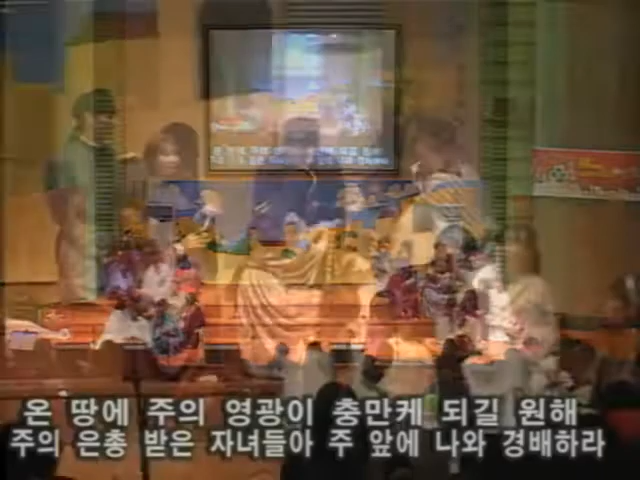 온 땅에 주의 영광이 충만케 되길 원해
주의 은총 받은 자녀들아 주 앞에 나와 경배하라